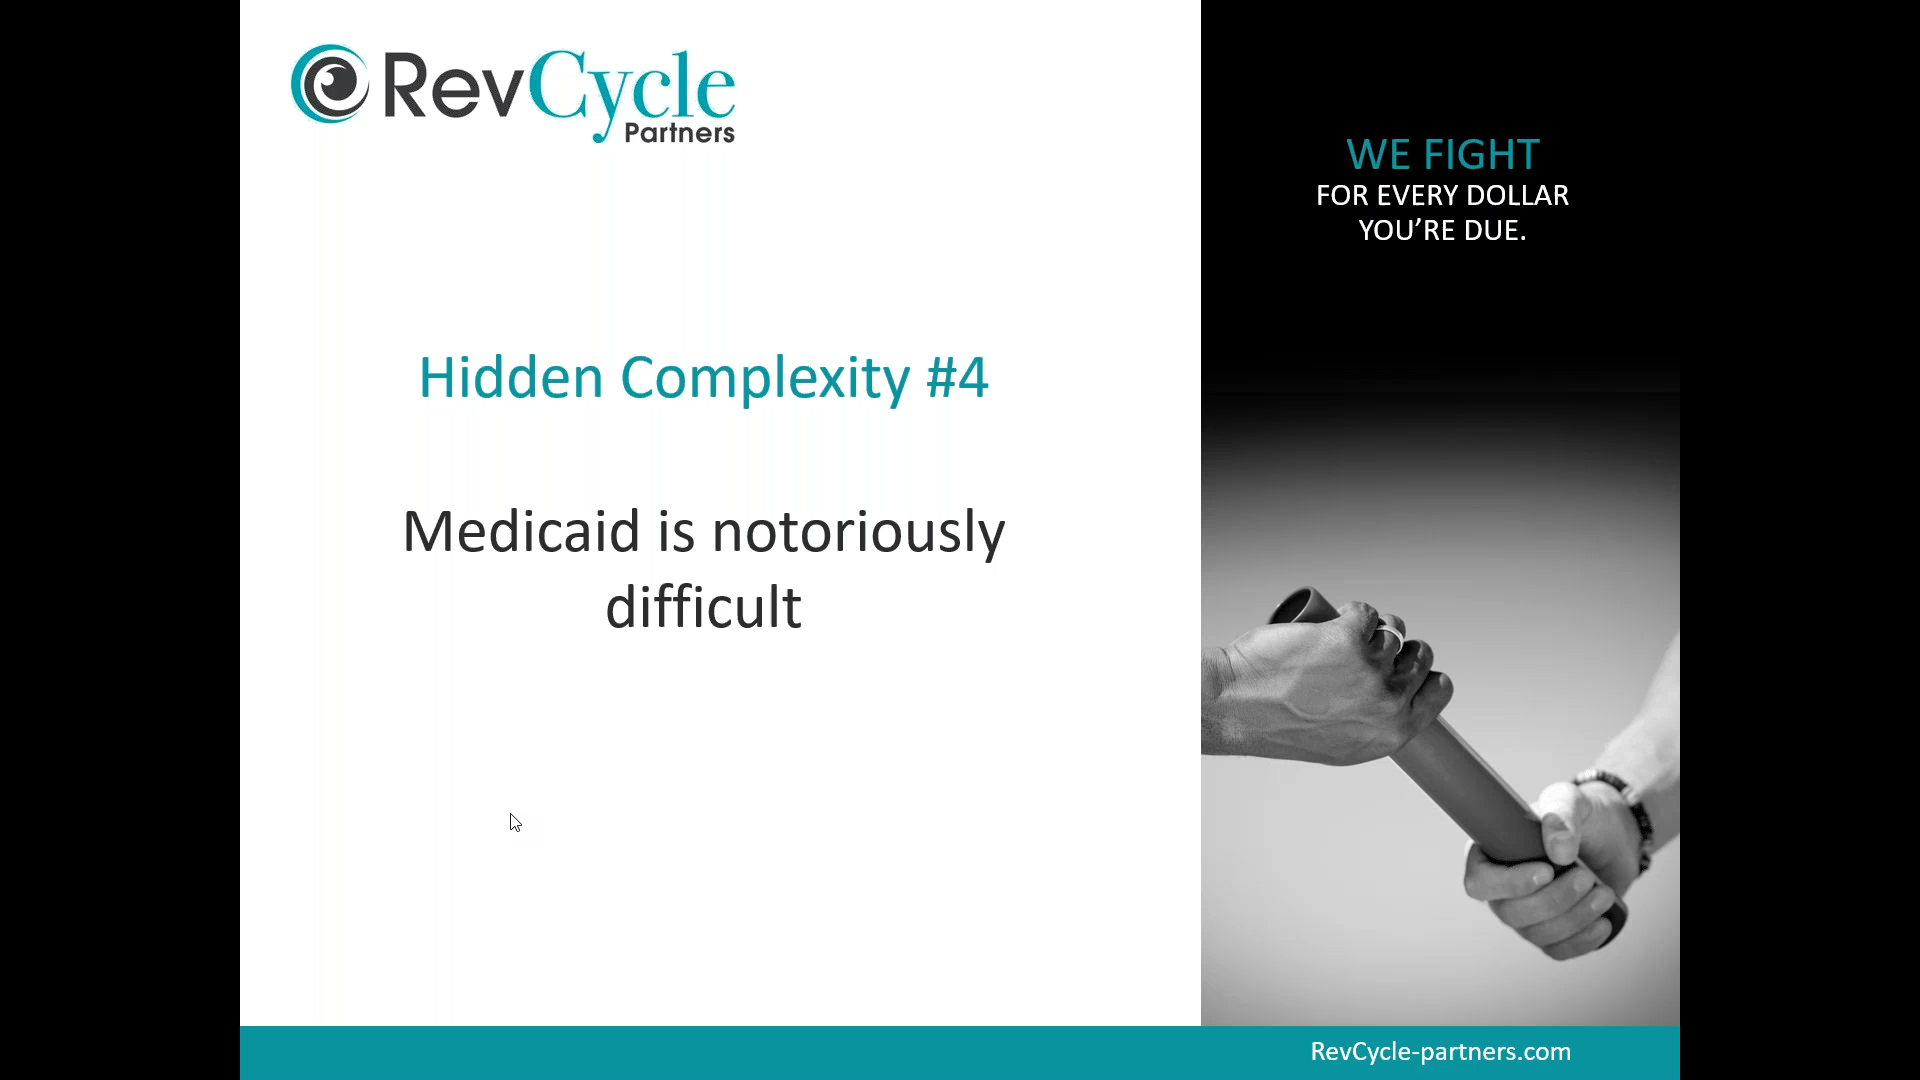 RevCycle
Partners
WE FIGHT
FOR EVERY DOLLAR
YOU’RE DUE.
Hidden Complexity #4
Medicaid is notoriously
difficult
RevCycle-partners.com